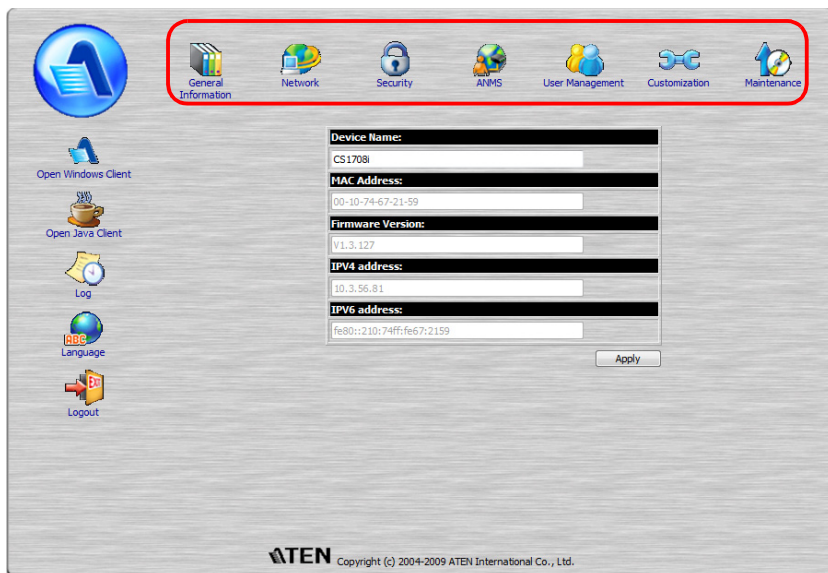 General Information
Network
Security
ANMS
User Management
Customization
Maintenance
Open Windows Client
Open Java Client
Log
ABC
Language
EXIT
Logout
Device Name:
CS1708i
MAC Address:
00-10-74-67-21-59
Firmware Version:
V1.3.127
IPV4 address:
10.3.56.81
IPV6 address:
fe80::210:74ff:fe67:2159
Apply
ATEN Copyright (c) 2004-2009 ATEN International Co., Ltd.